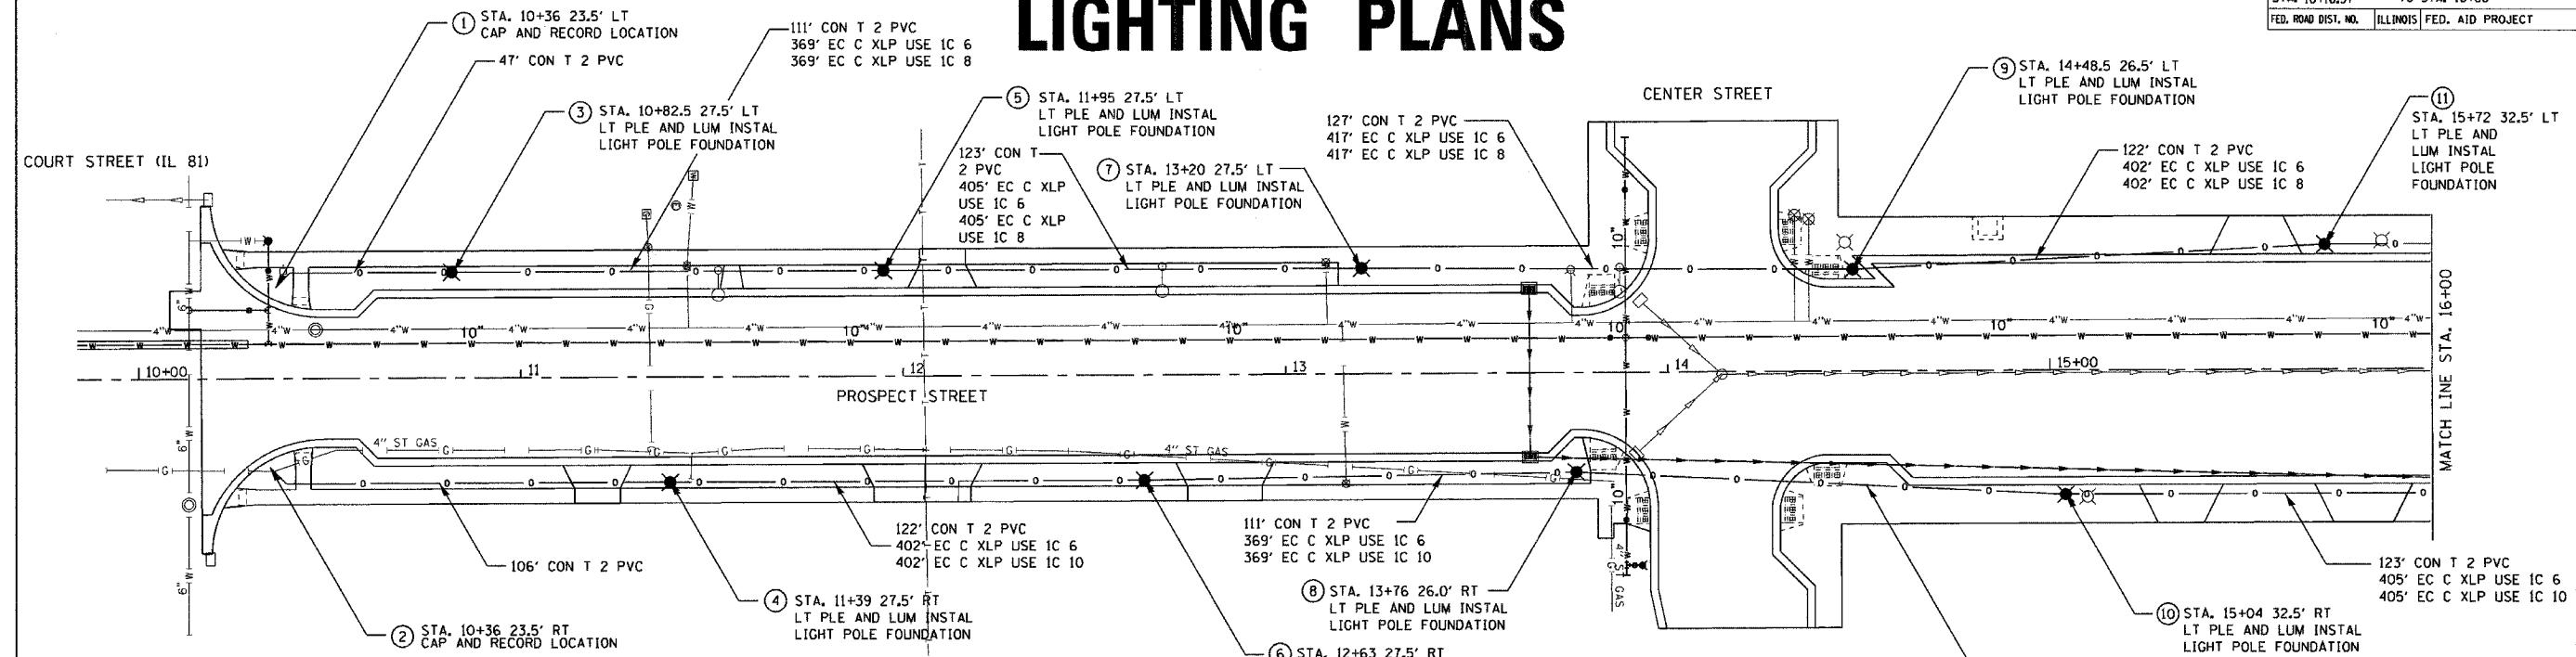 LIGHTING PLANS
FED. ROAD DIST. NO. ILLINOIS FED. AID PROJECT
1 STA. 10+36 23.5' LT
CAP AND RECORD LOCATION
47' CON T 2 PVC
111' CON T 2 PVC
369' EC C XLP USE 1C 6
369' EC C XLP USE 1C 8
3 STA. 10+82.5 27.5' LT
LT PLE AND LUM INSTAL
LIGHT POLE FOUNDATION
5 STA. 11+95 27.5' LT
LT PLE AND LUM INSTAL
LIGHT POLE FOUNDATION
123' CON T
2 PVC
405' EC C XLP
USE 1C 6
405' EC C XLP
USE 1C 8
7 STA. 13+20 27.5' LT
LT PLE AND LUM INSTAL
LIGHT POLE FOUNDATION
127' CON T 2 PVC
417' EC C XLP USE 1C 6
417' EC C XLP USE 1C 8
CENTER STREET
9 STA. 14+48.5 26.5' LT
LT PLE AND LUM INSTAL
LIGHT POLE FOUNDATION
122' CON T 2 PVC
402' EC C XLP USE 1C 6
402' EC C XLP USE 1C 8
11
STA. 15+72 32.5' LT
LT PLE AND
LUM INSTAL
LIGHT POLE
FOUNDATION
COURT STREET (IL 81)
10" 10" 10" 10" 10" 10"
10+00 11 12 13 14 15+00
PROSPECT STREET
MATCH LINE STA. 16+00
4" ST GAS
4" ST GAS
4" ST GAS
6"
6"
6"
10"
10"
106' CON T 2 PVC
2 STA. 10+36 23.5' RT
CAP AND RECORD LOCATION
4 STA. 11+39 27.5' RT
LT PLE AND LUM INSTAL
LIGHT POLE FOUNDATION
122' CON T 2 PVC
402' EC C XLP USE 1C 6
402' EC C XLP USE 1C 10
6 STA. 12+63 27.5' RT
111' CON T 2 PVC
369' EC C XLP USE 1C 6
369' EC C XLP USE 1C 10
8 STA. 13+76 26.0' RT
LT PLE AND LUM INSTAL
LIGHT POLE FOUNDATION
10 STA. 15+04 32.5' RT
LT PLE AND LUM INSTAL
LIGHT POLE FOUNDATION
123' CON T 2 PVC
405' EC C XLP USE 1C 6
405' EC C XLP USE 1C 10